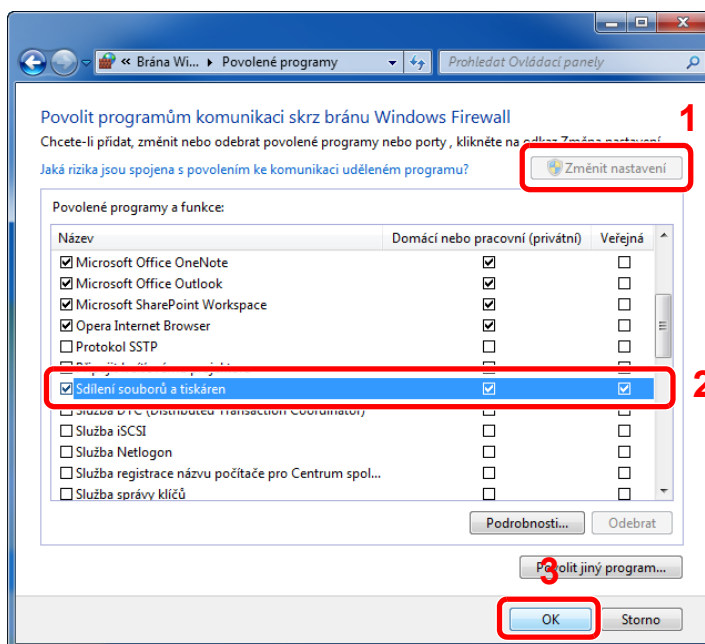 « Brána Wi... ▸ Povolené programy
Prohledat Ovládací panely
Povolit programům komunikaci skrz bránu Windows Firewall
1
Chcete-li přidat, změnit nebo odebrat povolené programy nebo porty , klikněte na odkaz Změna nastavení
Jaká rizika jsou spojena s povolením ke komunikaci uděleném programu?
Změnit nastavení
Povolené programy a funkce:
Název Domácí nebo pracovní (privátní) Veřejná
Microsoft Office OneNote
Microsoft Office Outlook
Microsoft SharePoint Workspace
Opera Internet Browser
Protokol SSTP
Sdílení souborů a tiskáren
2
Služba DTC (Distributed Transaction Coordinator)
Služba iSCSI
Služba Netlogon
Služba registrace názvu počítače pro Centrum spol...
Služba správy klíčů
Podrobnosti... Odebrat
Povolit jiný program...
3
OK Storno